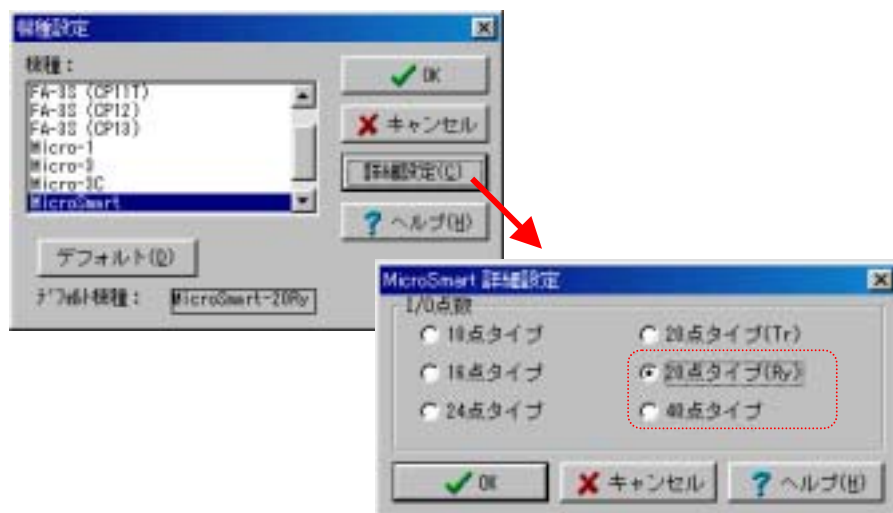 機種設定
機種：
FA-3S (CP11T)
FA-3S (CP12)
FA-3S (CP13)
Micro-1
Micro-3
Micro-3C
MicroSmart
OK
キャンセル
詳細設定(C)
ヘルプ(H)
デフォルト(D)
デフォルト機種： MicroSmart-20Ry
MicroSmart 詳細設定
I/O点数
10点タイプ
20点タイプ(Tr)
16点タイプ
20点タイプ(Ry)
24点タイプ
40点タイプ
OK
キャンセル
ヘルプ(H)